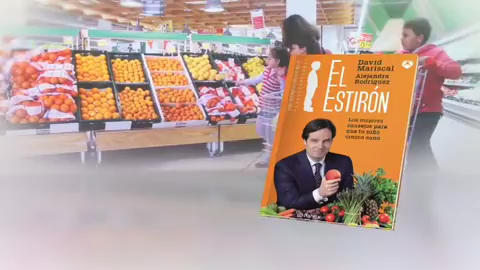 David
Mariscal
Alejandra
Rodríguez
EL
ESTIRÓN
Los mejores
consejos para
que tu niño
crezca sano